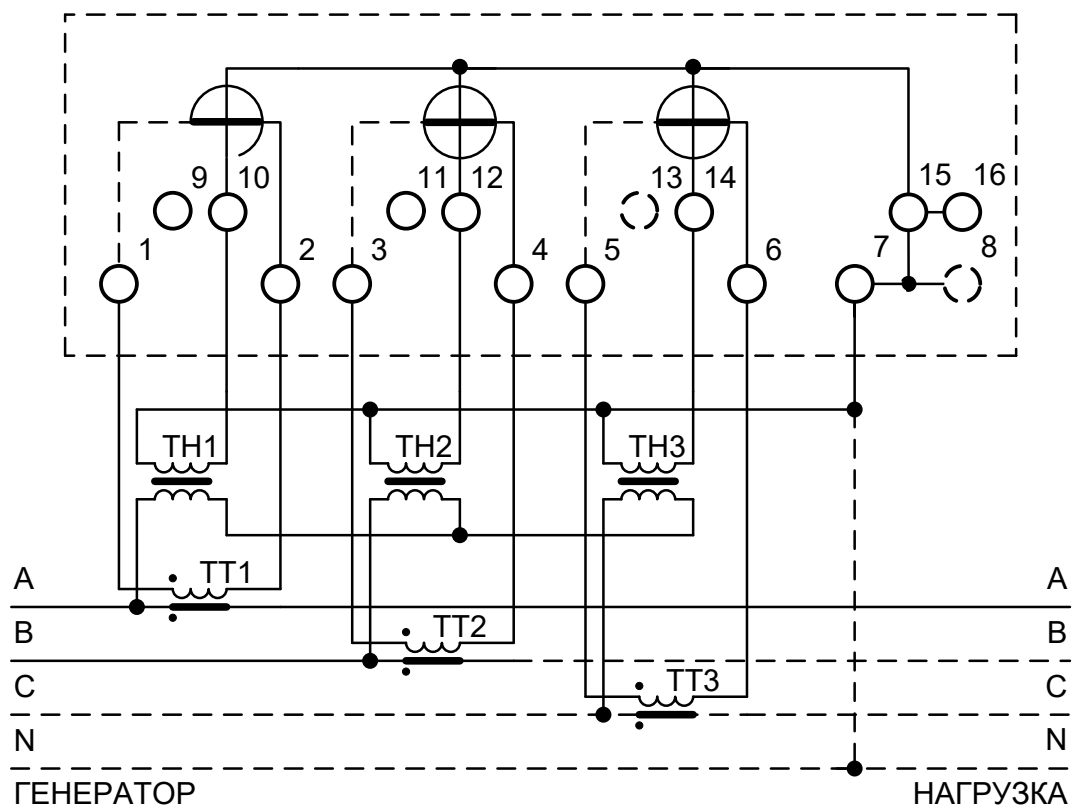 9 10 11 12 13 14 15 16
1 2 3 4 5 6 7 8
ТН1 ТН2 ТН3
А ТТ1 А
В ТТ2 В
С ТТ3 С
N N
ГЕНЕРАТОР НАГРУЗКА